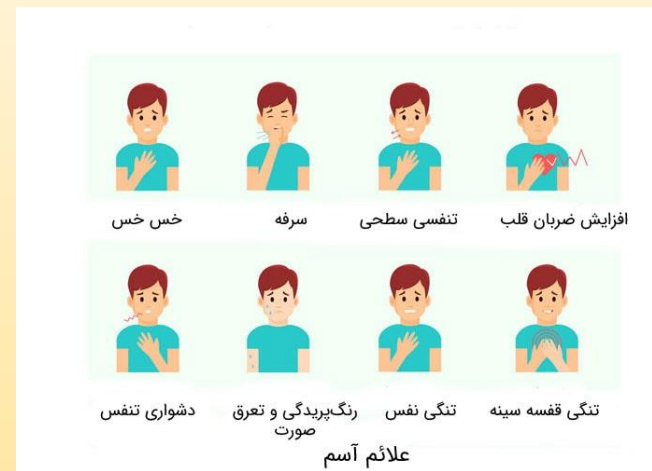 افزایش ضربان قلب
تنفسی سطحی
سرفه
خس خس
تنگی قفسه سینه
تنگی نفس
رنگ‌پریدگی و تعرق
صورت
دشواری تنفس
علائم آسم